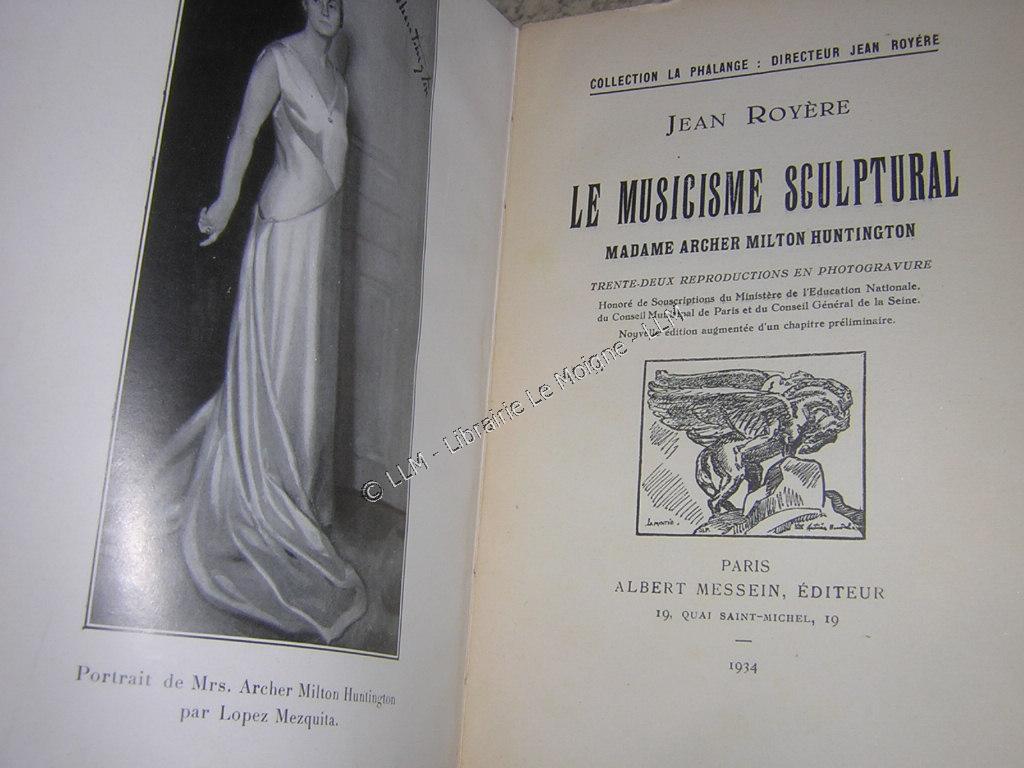 Portrait de Mrs. Archer Milton Huntington
par Lopez Mezquita.
COLLECTION LA PHALANGE : DIRECTEUR JEAN ROYÉRE
JEAN ROYÈRE
LE MUSICISME SCULPTURAL
MADAME ARCHER MILTON HUNTINGTON
TRENTE-DEUX REPRODUCTIONS EN PHOTOGRAVURE
Honoré de Souscriptions du Ministère de l'Education Nationale,
du Conseil Municipal de Paris et du Conseil Général de la Seine.
Nouvelle édition augmentée d'un chapitre préliminaire.
PARIS
ALBERT MESSEIN, ÉDITEUR
19, QUAI SAINT-MICHEL, 19
1934
© LLM - Librairie Le Moigne - LLM